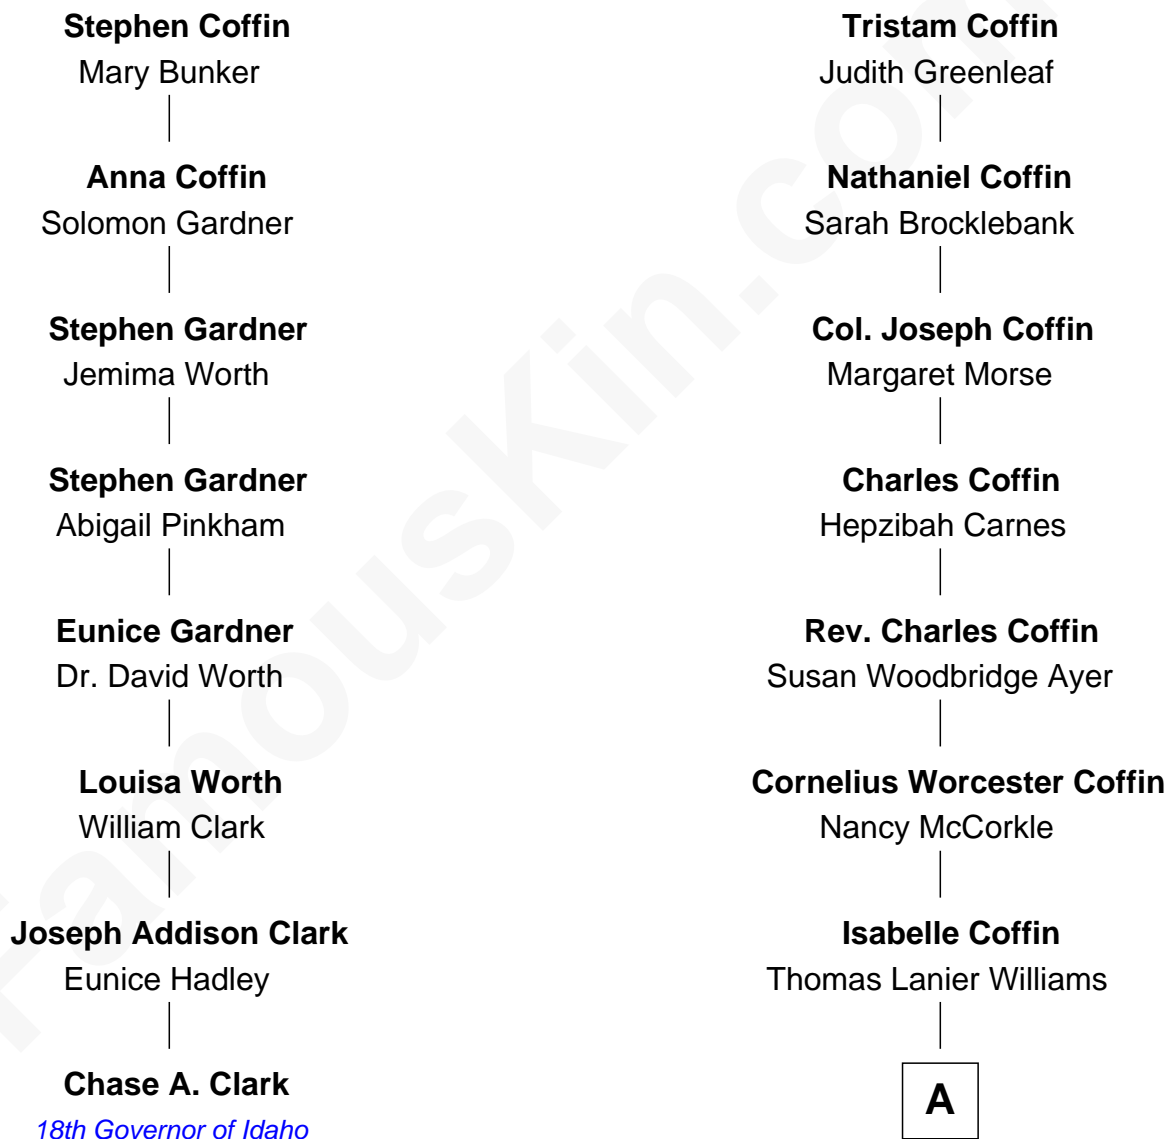 Stephen Coffin
Mary Bunker
Anna Coffin
Solomon Gardner
Stephen Gardner
Jemima Worth
Stephen Gardner
Abigail Pinkham
Eunice Gardner
Dr. David Worth
Louisa Worth
William Clark
Joseph Addison Clark
Eunice Hadley
Chase A. Clark
18th Governor of Idaho
Tristam Coffin
Judith Greenleaf
Nathaniel Coffin
Sarah Brocklebank
Col. Joseph Coffin
Margaret Morse
Charles Coffin
Hepzibah Carnes
Rev. Charles Coffin
Susan Woodbridge Ayer
Cornelius Worcester Coffin
Nancy McCorkle
Isabelle Coffin
Thomas Lanier Williams
A
FamousKin.com